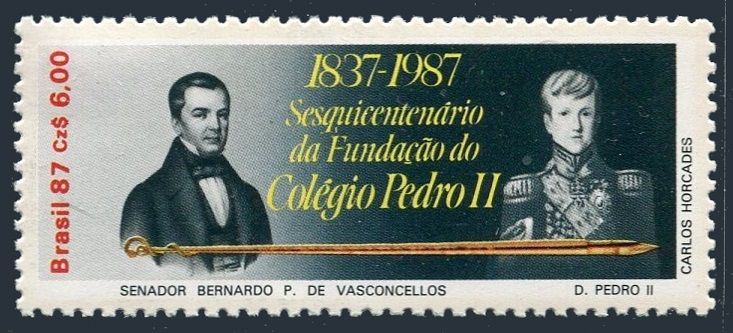 Brasil 87 Cz$ 6,00
1837-1987
Sesquicentenário
da Fundação do
Colégio Pedro II
CARLOS HORCADES
SENADOR BERNARDO P. DE VASCONCELLOS
D. PEDRO II